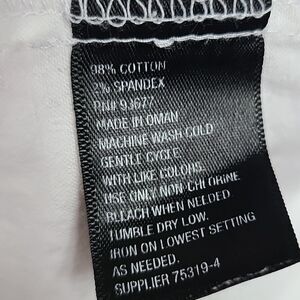 98% COTTON
2% SPANDEX
RN# 93677
MADE IN OMAN
MACHINE WASH COLD
GENTLE CYCLE
WITH LIKE COLORS.
USE ONLY NON-CHLORINE
BLEACH WHEN NEEDED
TUMBLE DRY LOW.
IRON ON LOWEST SETTING
AS NEEDED.
SUPPLIER 75319-4